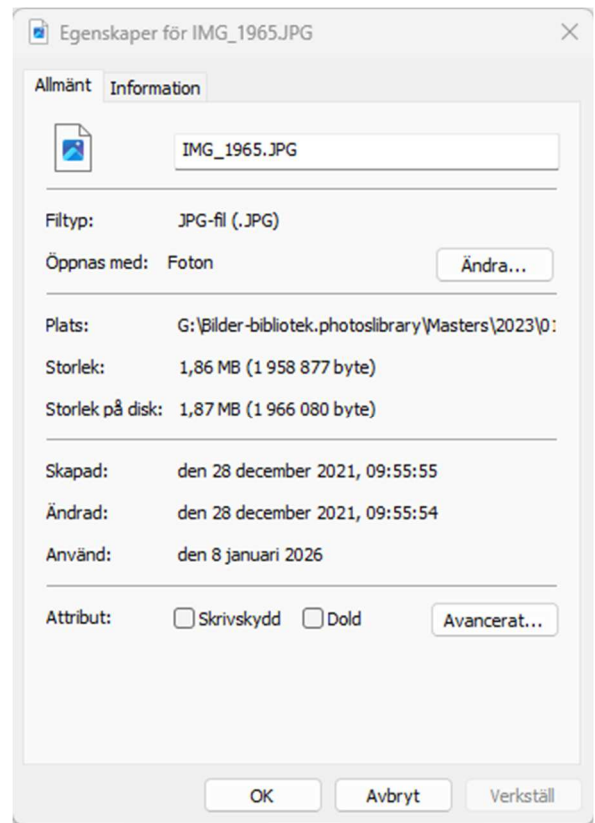 Egenskaper för IMG_1965.JPG
Allmänt Information
IMG_1965.JPG
Filtyp: JPG-fil (.JPG)
Öppnas med: Foton Ändra...
Plats: G:\Bilder-bibliotek.photoslibrary\Masters\2023\01
Storlek: 1,86 MB (1 958 877 byte)
Storlek på disk: 1,87 MB (1 966 080 byte)
Skapad: den 28 december 2021, 09:55:55
Ändrad: den 28 december 2021, 09:55:54
Använd: den 8 januari 2026
Attribut: Skrivskydd Dold Avancerat...
OK Avbryt Verkställ